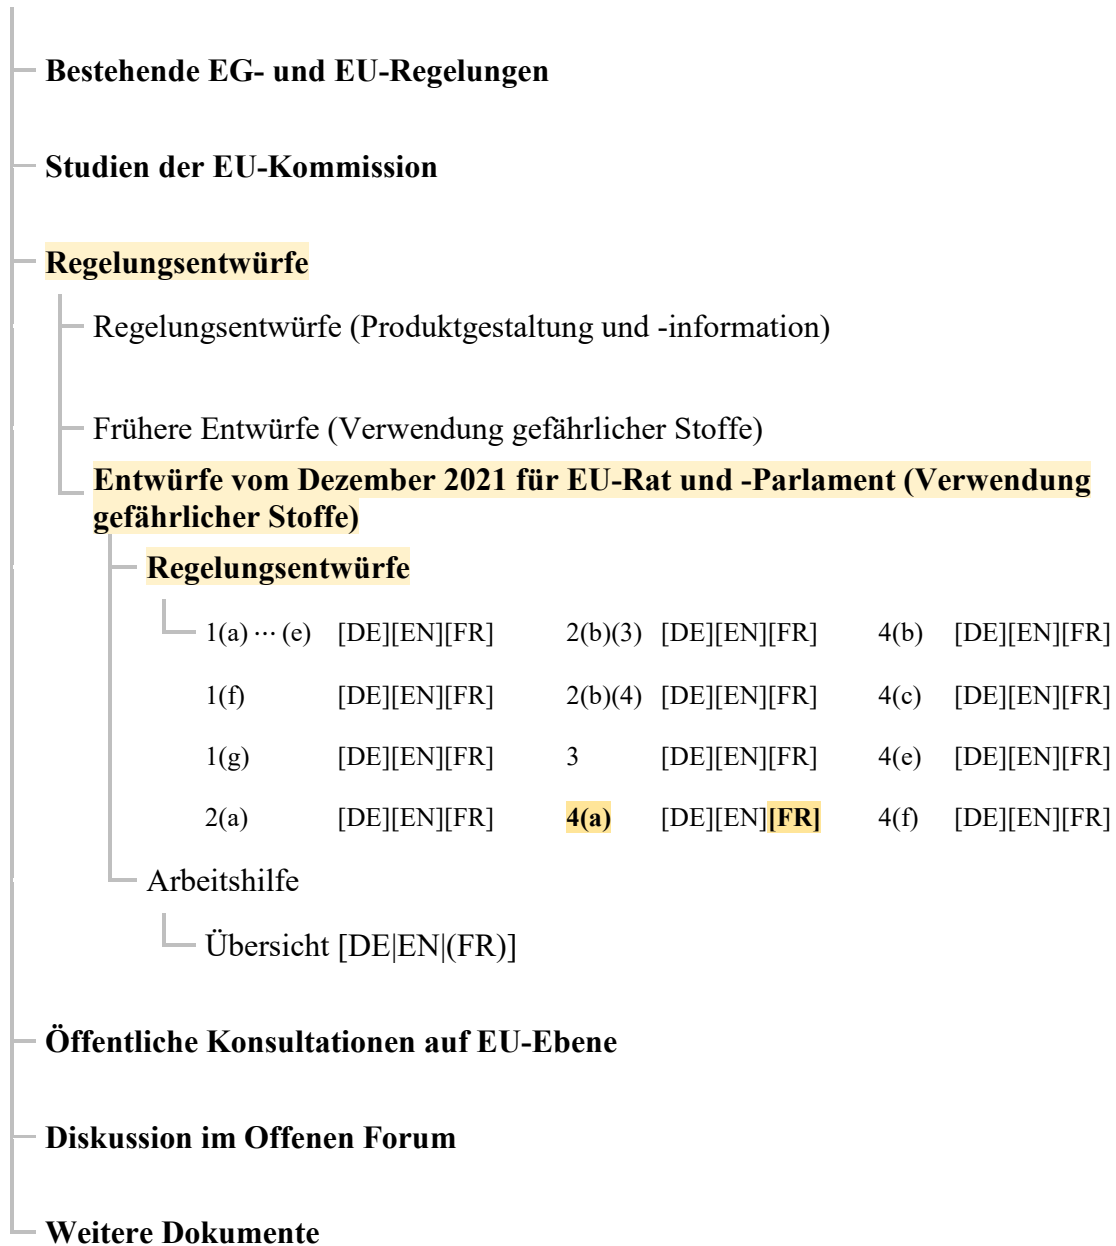 Bestehende EG- und EU-Regelungen
Studien der EU-Kommission
Regelungsentwürfe
Regelungsentwürfe (Produktgestaltung und -information)
Frühere Entwürfe (Verwendung gefährlicher Stoffe)
Entwürfe vom Dezember 2021 für EU-Rat und -Parlament (Verwendung
gefährlicher Stoffe)
Regelungsentwürfe
1(a) ··· (e) [DE][EN][FR] 2(b)(3) [DE][EN][FR] 4(b) [DE][EN][FR]
1(f) [DE][EN][FR] 2(b)(4) [DE][EN][FR] 4(c) [DE][EN][FR]
1(g) [DE][EN][FR] 3 [DE][EN][FR] 4(e) [DE][EN][FR]
2(a) [DE][EN][FR] 4(a) [DE][EN][FR] 4(f) [DE][EN][FR]
Arbeitshilfe
Übersicht [DE|EN|(FR)]
Öffentliche Konsultationen auf EU-Ebene
Diskussion im Offenen Forum
Weitere Dokumente